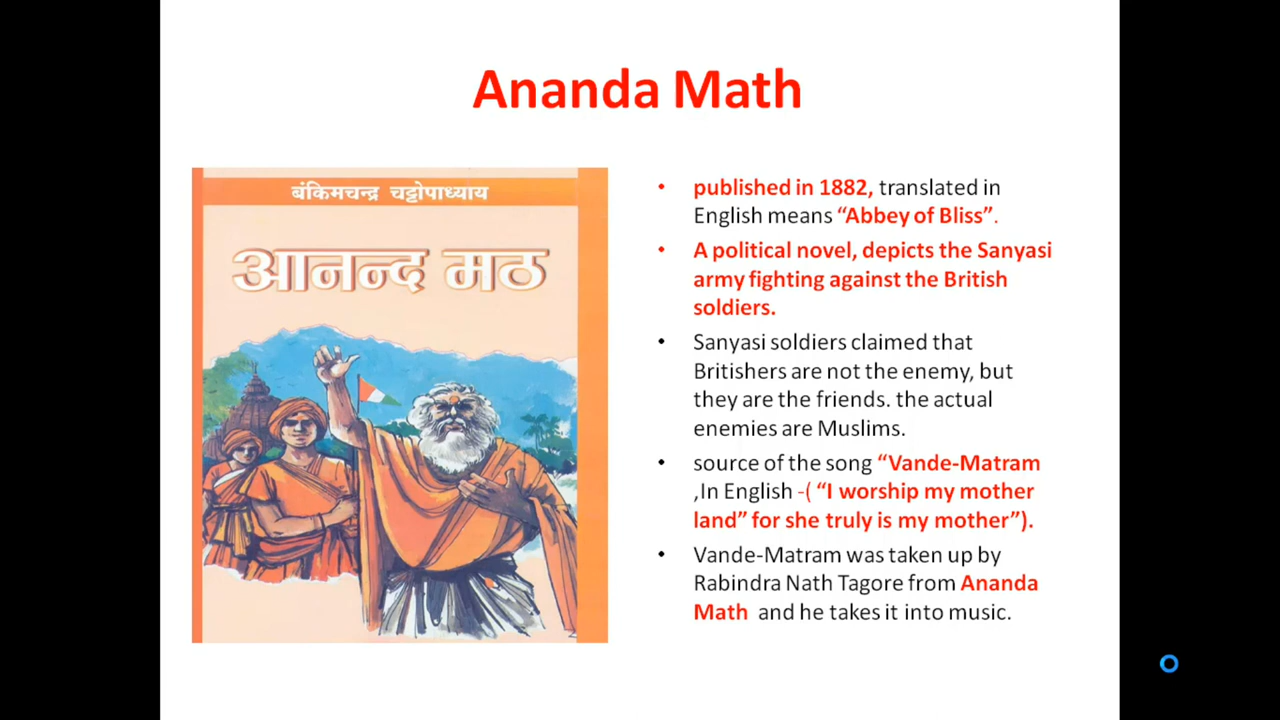 Ananda Math
बंकिमचन्द्र चट्टोपाध्याय
आनन्द मठ
• published in 1882, translated in
English means “Abbey of Bliss”.
• A political novel, depicts the Sanyasi
army fighting against the British
soldiers.
• Sanyasi soldiers claimed that
Britishers are not the enemy, but
they are the friends. the actual
enemies are Muslims.
• source of the song “Vande-Matram
,In English -( “I worship my mother
land” for she truly is my mother”).
• Vande-Matram was taken up by
Rabindra Nath Tagore from Ananda
Math and he takes it into music.